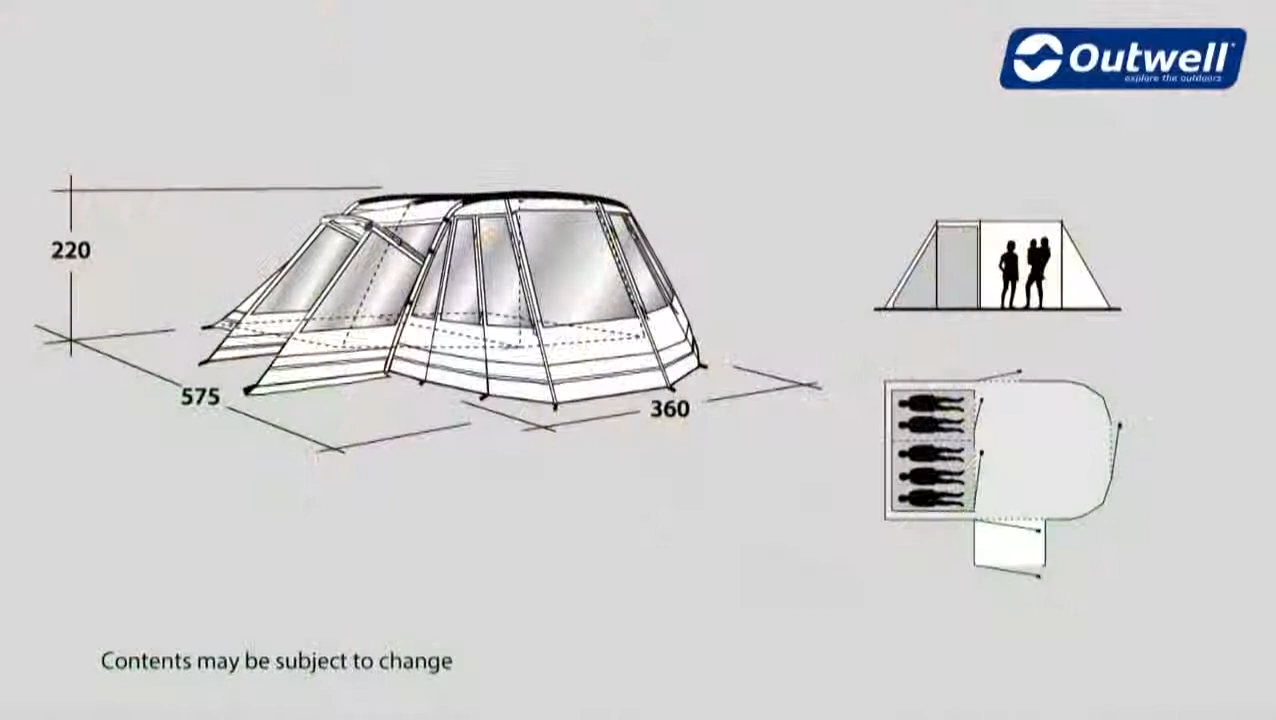 Outwell
explore the outdoors
220
575
360
Contents may be subject to change